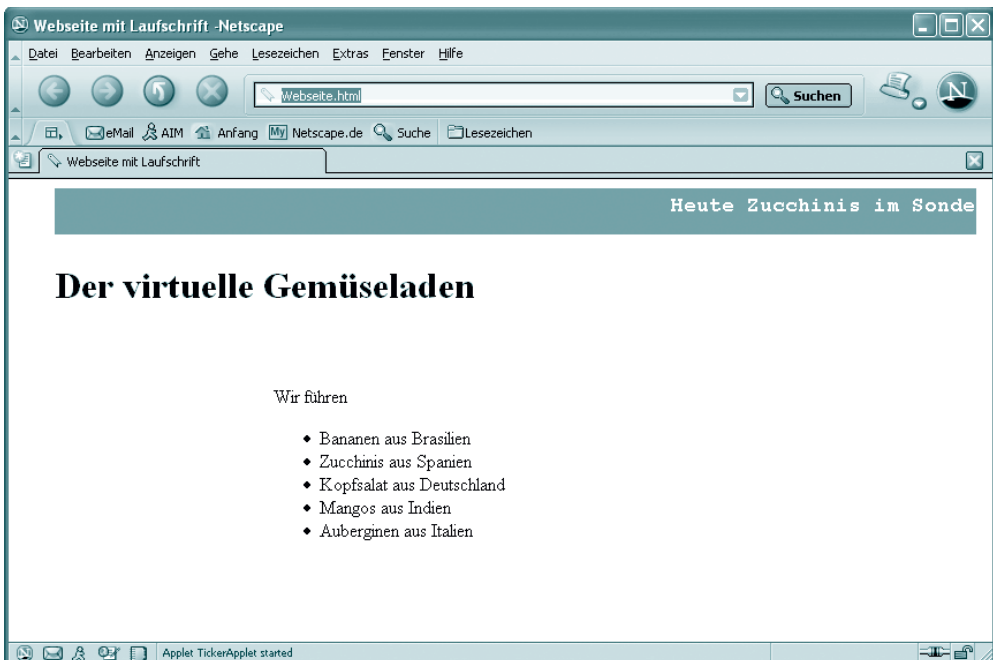 Webseite mit Laufschrift -Netscape
Datei Bearbeiten Anzeigen Gehe Lesezeichen Extras Fenster Hilfe
Webseite.html
Suchen
N
eMail AIM Anfang My Netscape.de Suche Lesezeichen
Webseite mit Laufschrift
Heute Zucchinis im Sonde
Der virtuelle Gemüseladen
Wir führen
Bananen aus Brasilien
Zucchinis aus Spanien
Kopfsalat aus Deutschland
Mangos aus Indien
Auberginen aus Italien
Applet TickerApplet started